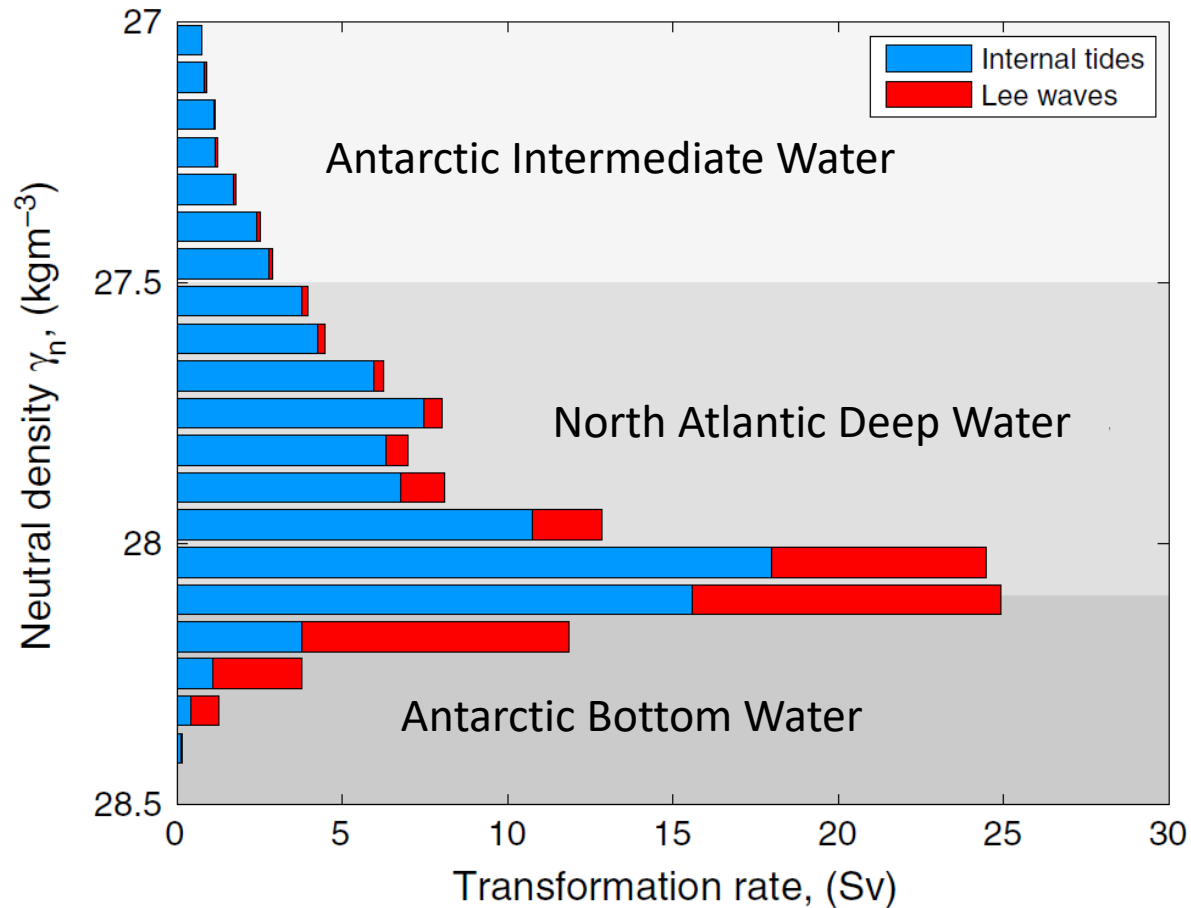 27
Internal tides
Lee waves
Antarctic Intermediate Water
27.5
North Atlantic Deep Water
28
Antarctic Bottom Water
28.5
0 5 10 15 20 25 30
Transformation rate, (Sv)
Neutral density γn, (kgm−3)